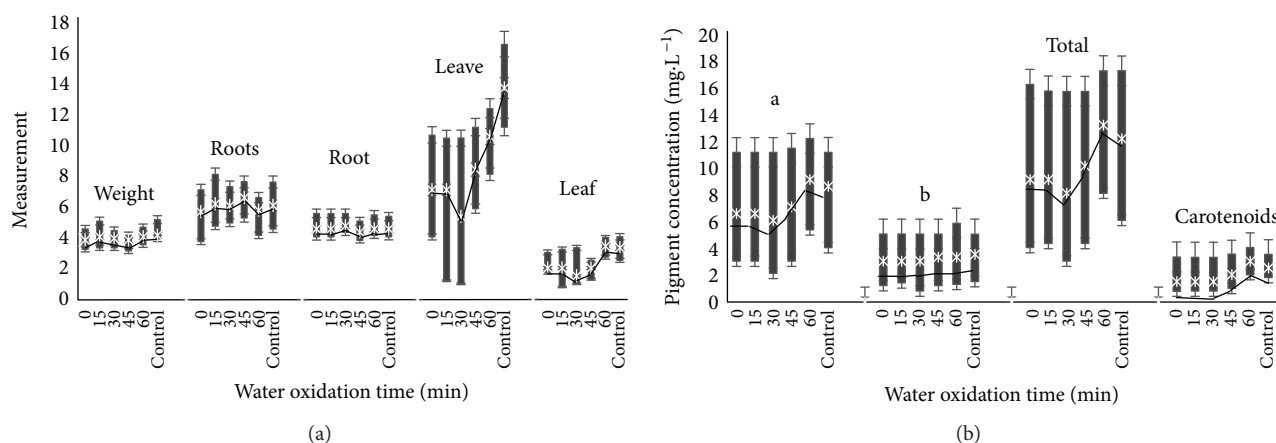 18
16
14
12
10
8
6
4
2
0
Measurement
Weight
Roots
Root
Leave
Leaf
0 15 30 45 60 Control
0 15 30 45 60 Control
0 15 30 45 60 Control
0 15 30 45 60 Control
0 15 30 45 60 Control
Water oxidation time (min)
(a)
20
18
16
14
12
10
8
6
4
2
0
Pigment concentration (mg·L⁻¹)
a
b
Total
Carotenoids
0 15 30 45 60 Control
0 15 30 45 60 Control
0 15 30 45 60 Control
0 15 30 45 60 Control
Water oxidation time (min)
(b)